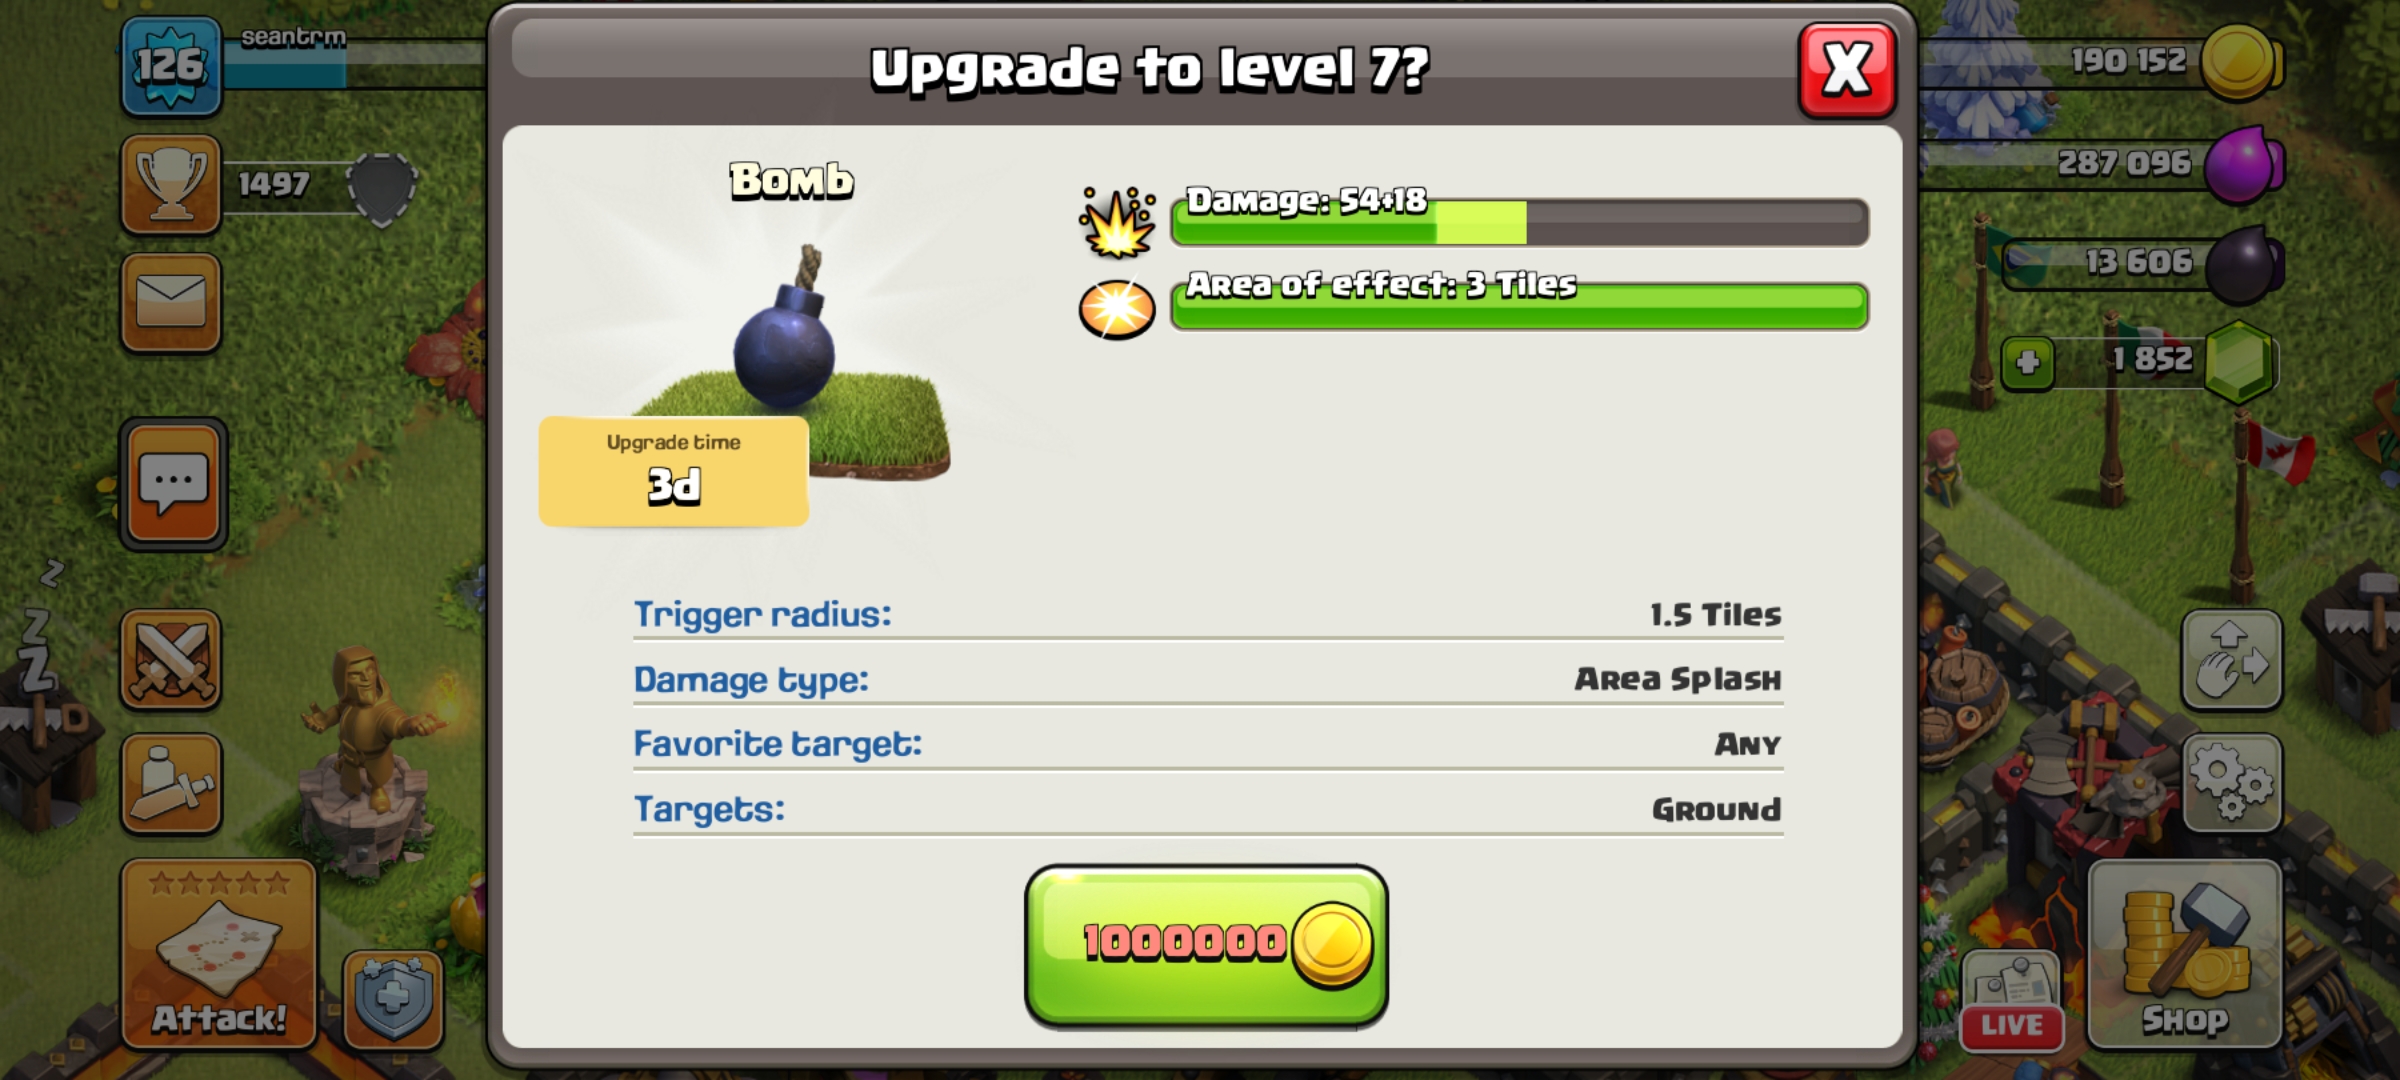 126
seantrm
1497
Attack!
Upgrade to level 7?
X
Bomb
Upgrade time
3d
Damage: 54+18
Area of effect: 3 Tiles
Trigger radius: 1.5 Tiles
Damage type: Area Splash
Favorite target: Any
Targets: Ground
1000000
190 152
287 096
13 606
1 852
LIVE
Shop
z
Z
Z